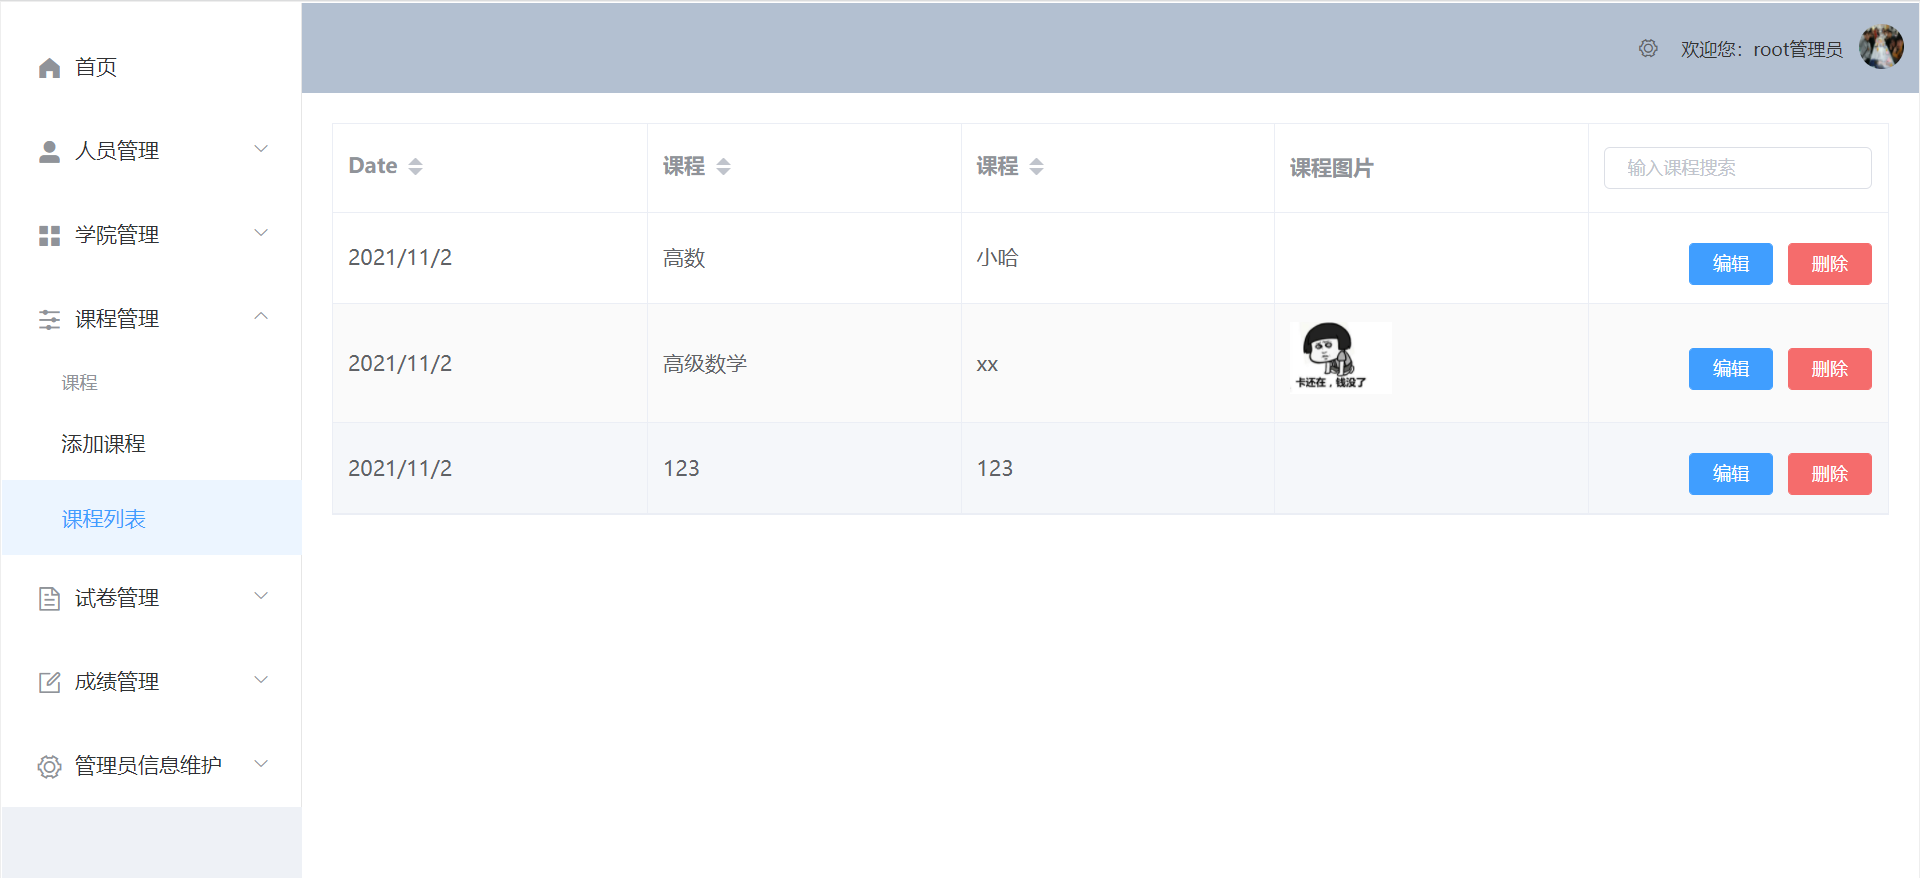 首页
人员管理
学院管理
课程管理
课程
添加课程
课程列表
试卷管理
成绩管理
管理员信息维护
欢迎您：root管理员
Date 课程 课程 课程图片 输入课程搜索
2021/11/2 高数 小哈 编辑 删除
2021/11/2 高级数学 xx 卡还在，钱没了 编辑 删除
2021/11/2 123 123 编辑 删除